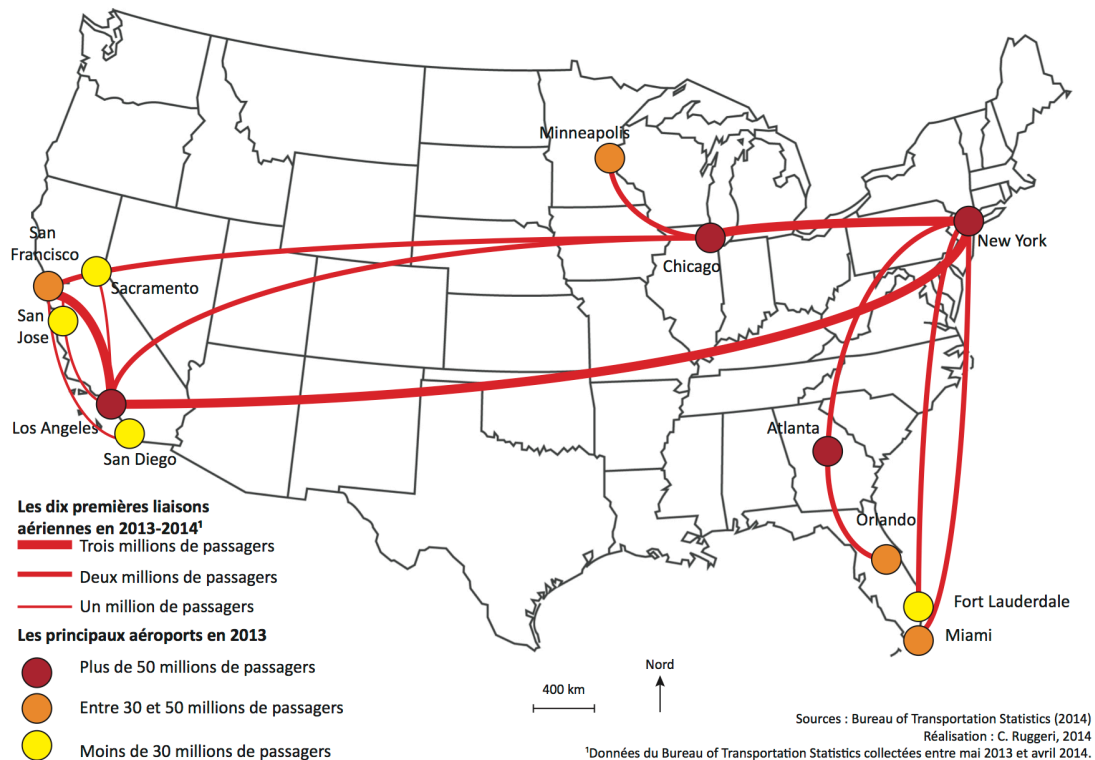 Minneapolis
San
Francisco
New York
Chicago
Sacramento
San
Jose
Los Angeles
Atlanta
San Diego
Orlando
Fort Lauderdale
Miami
Les dix premières liaisons
aériennes en 2013-2014¹
Trois millions de passagers
Deux millions de passagers
Un million de passagers
Les principaux aéroports en 2013
Plus de 50 millions de passagers
Entre 30 et 50 millions de passagers
Moins de 30 millions de passagers
Nord
400 km
Sources : Bureau of Transportation Statistics (2014)
Réalisation : C. Ruggeri, 2014
¹Données du Bureau of Transportation Statistics collectées entre mai 2013 et avril 2014.